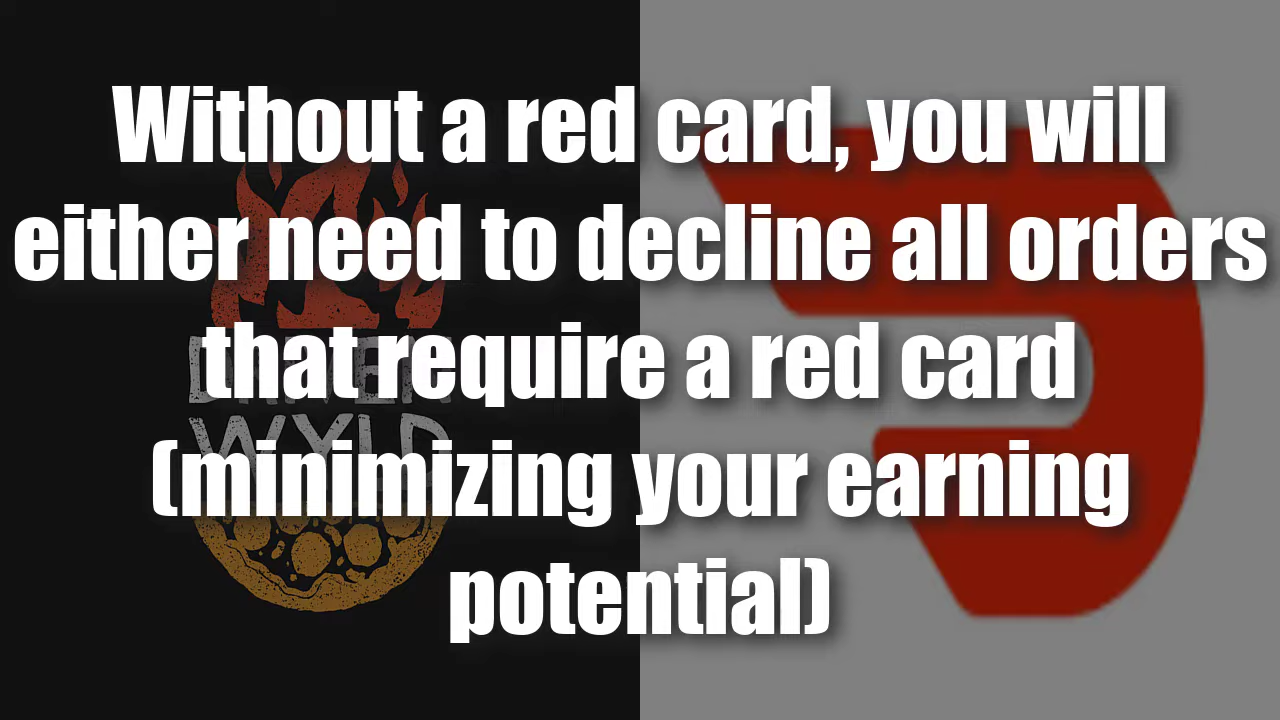 Without a red card, you will
either need to decline all orders
that require a red card
(minimizing your earning
potential)
WYLD